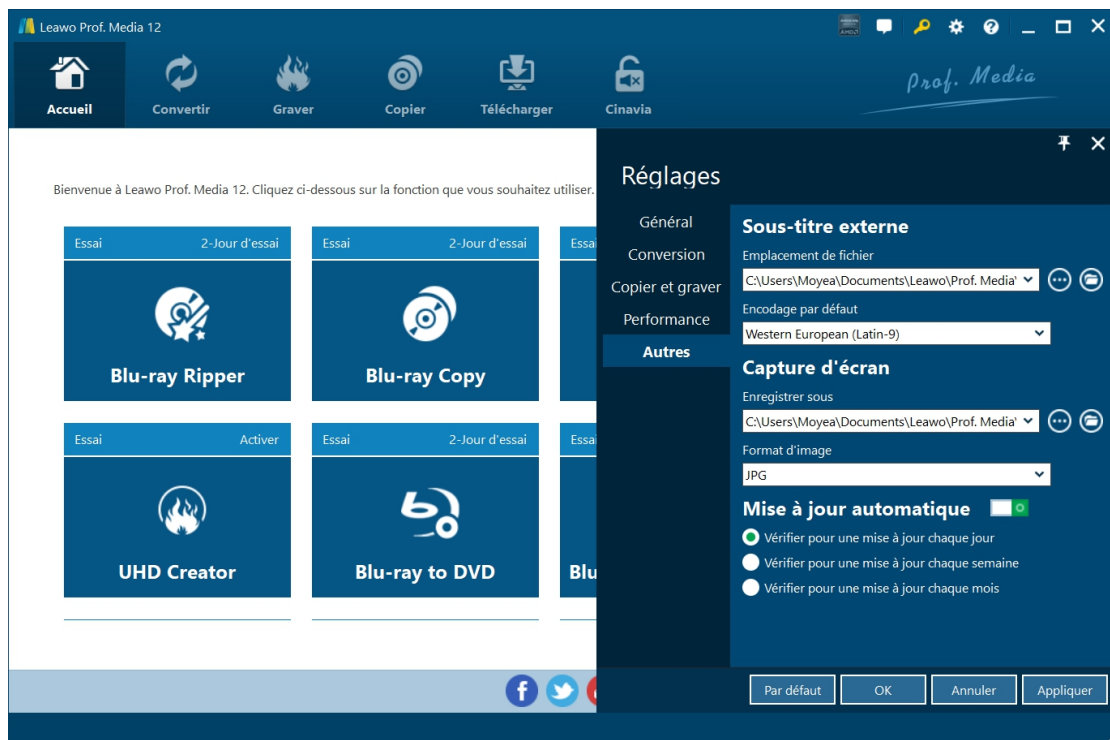 Leawo Prof. Media 12
Accueil
Convertir
Graver
Copier
Télécharger
Cinavia
Prof. Media
Bienvenue à Leawo Prof. Media 12. Cliquez ci-dessous sur la fonction que vous souhaitez utiliser.
Essai 2-Jour d'essai
Blu-ray Ripper
Essai 2-Jour d'essai
Blu-ray Copy
Essai
Essai Activer
UHD Creator
Essai 2-Jour d'essai
Blu-ray to DVD
Essai
Blu
Réglages
Général
Conversion
Copier et graver
Performance
Autres
Sous-titre externe
Emplacement de fichier
C:\Users\Moyea\Documents\Leawo\Prof. Media\
Encodage par défaut
Western European (Latin-9)
Capture d'écran
Enregistrer sous
C:\Users\Moyea\Documents\Leawo\Prof. Media\
Format d'image
JPG
Mise à jour automatique
Vérifier pour une mise à jour chaque jour
Vérifier pour une mise à jour chaque semaine
Vérifier pour une mise à jour chaque mois
Par défaut
OK
Annuler
Appliquer